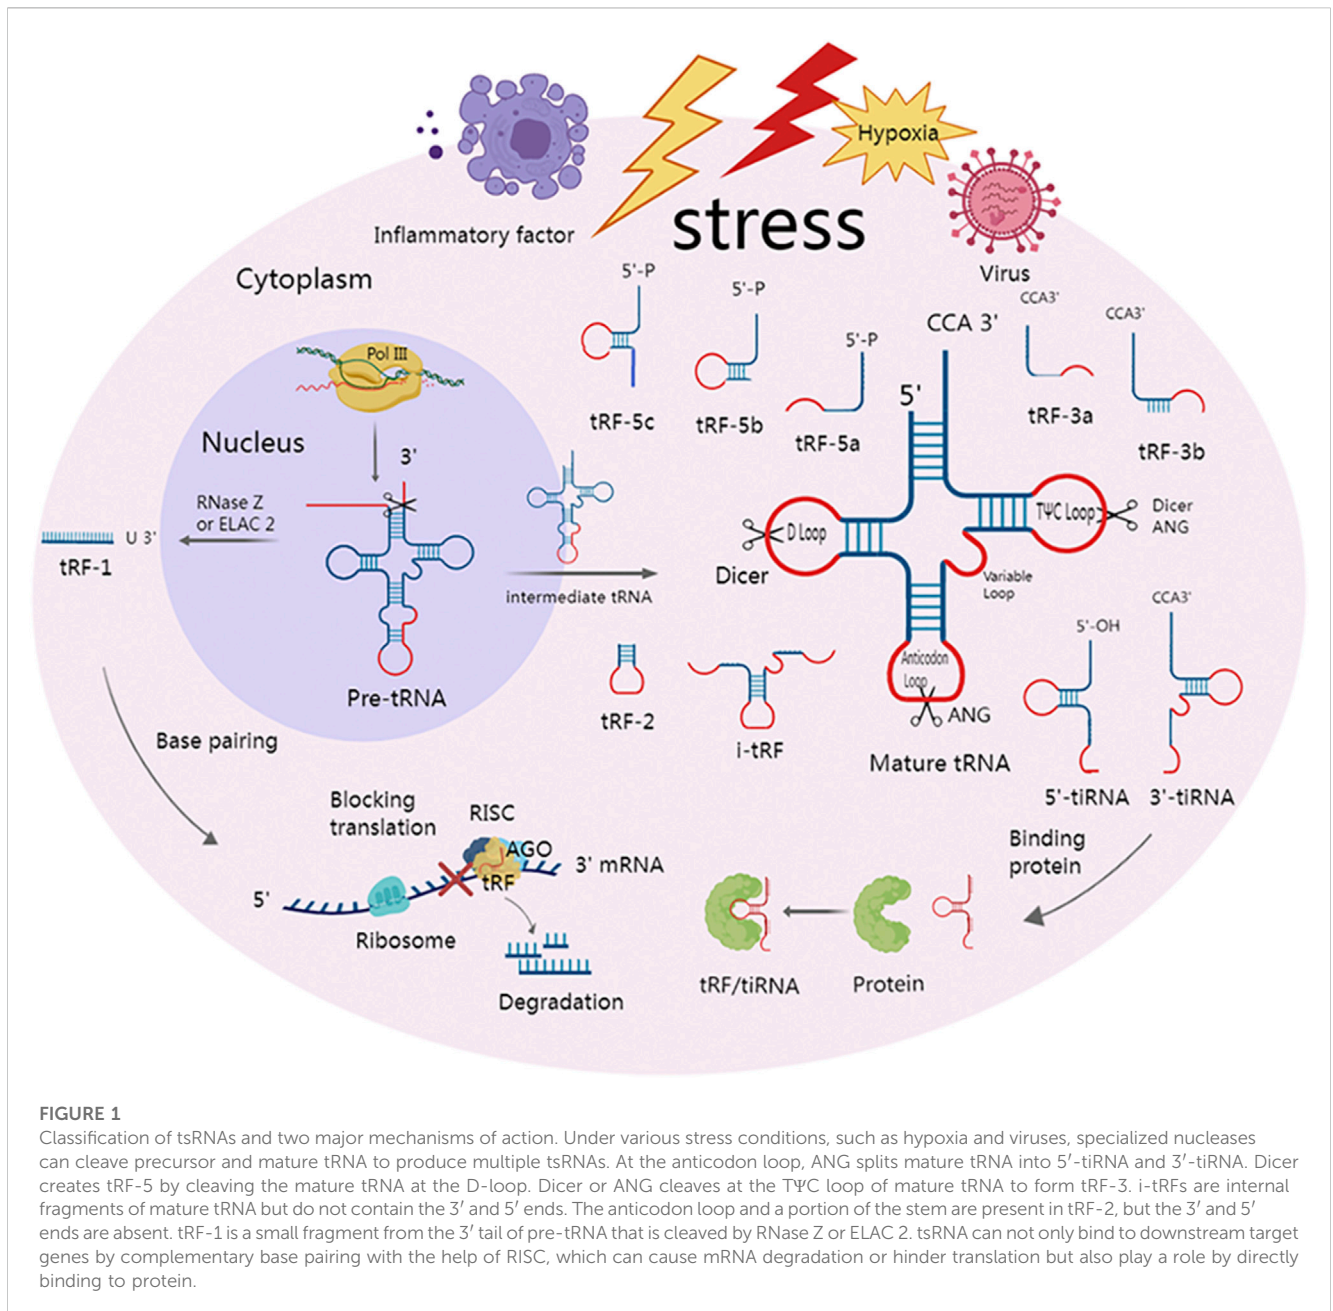 Hypoxia
stress
Inflammatory factor
Virus
Cytoplasm
5'-P
tRF-5c
5'-P
tRF-5b
5'-P
tRF-5a
CCA 3'
5'
CCA3'
tRF-3a
CCA3'
tRF-3b
Pol III
Nucleus
3'
RNase Z
or ELAC 2
U 3'
tRF-1
Pre-tRNA
intermediate tRNA
D Loop
Dicer
TΨC Loop
Dicer
ANG
Variable
Loop
Anticodon
Loop
ANG
Mature tRNA
tRF-2
i-tRF
5'-OH
5'-tiRNA
CCA3'
3'-tiRNA
Base pairing
Blocking
translation
RISC
AGO
tRF
3' mRNA
5'
Ribosome
Degradation
Binding
protein
tRF/tiRNA
Protein
FIGURE 1
Classification of tsRNAs and two major mechanisms of action. Under various stress conditions, such as hypoxia and viruses, specialized nucleases
can cleave precursor and mature tRNA to produce multiple tsRNAs. At the anticodon loop, ANG splits mature tRNA into 5′-tiRNA and 3′-tiRNA. Dicer
creates tRF-5 by cleaving the mature tRNA at the D-loop. Dicer or ANG cleaves at the TΨC loop of mature tRNA to form tRF-3. i-tRFs are internal
fragments of mature tRNA but do not contain the 3′ and 5′ ends. The anticodon loop and a portion of the stem are present in tRF-2, but the 3′ and 5′
ends are absent. tRF-1 is a small fragment from the 3′ tail of pre-tRNA that is cleaved by RNase Z or ELAC 2. tsRNA can not only bind to downstream target
genes by complementary base pairing with the help of RISC, which can cause mRNA degradation or hinder translation but also play a role by directly
binding to protein.